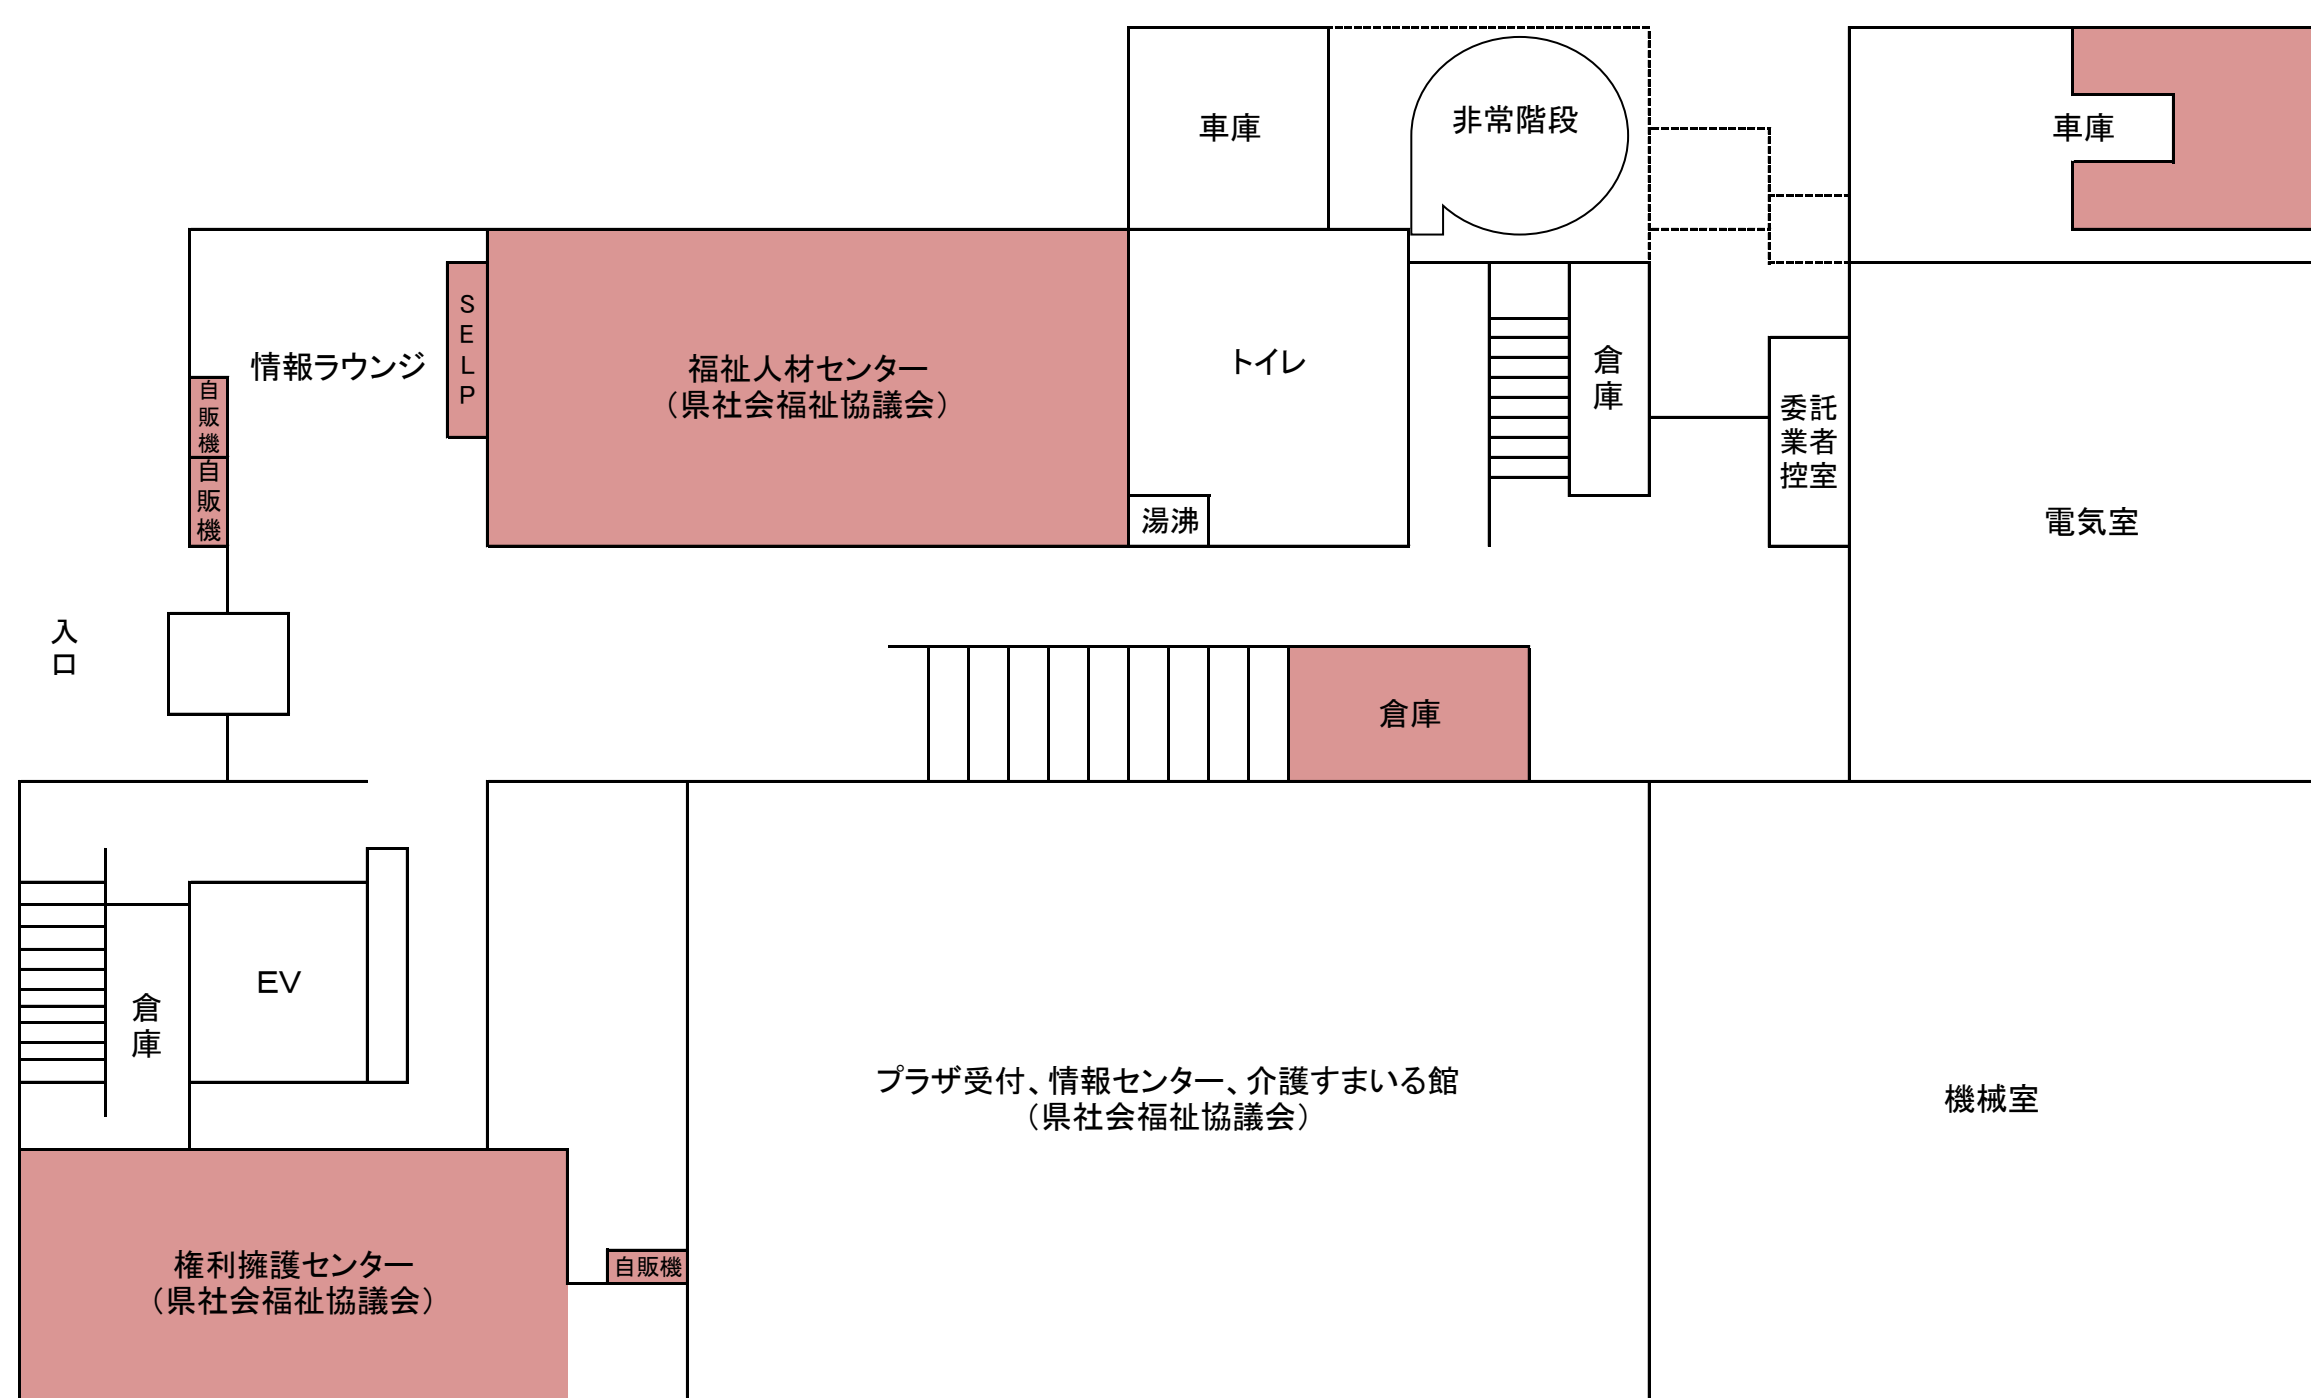 車庫
非常階段
車庫
SELP
情報ラウンジ
福祉人材センター
（県社会福祉協議会）
トイレ
倉庫
自販機
自販機
委託
業者
控室
湯沸
電気室
入口
倉庫
EV
倉庫
プラザ受付、情報センター、介護すまいる館
（県社会福祉協議会）
機械室
権利擁護センター
（県社会福祉協議会）
自販機